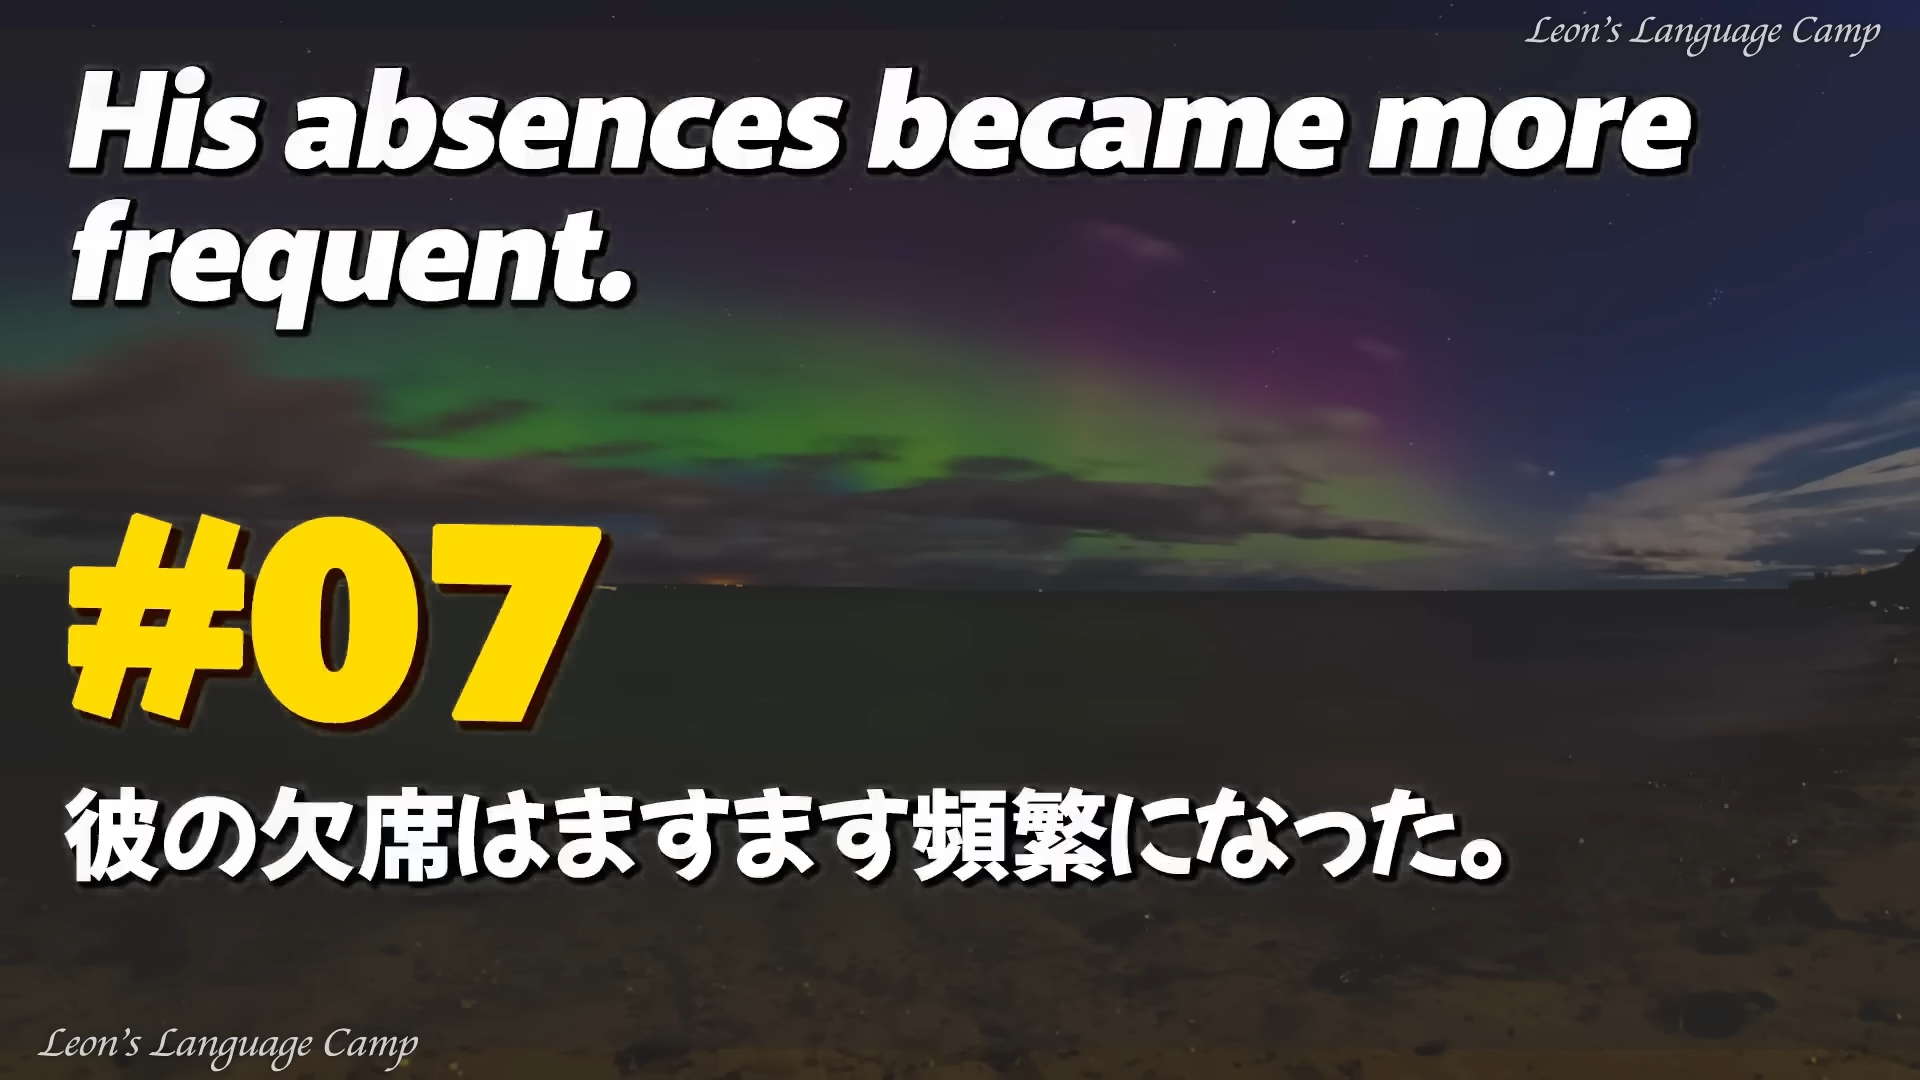 Leon's Language Camp
His absences became more
frequent.
#07
彼の欠席はますます頻繁になった。
Leon's Language Camp